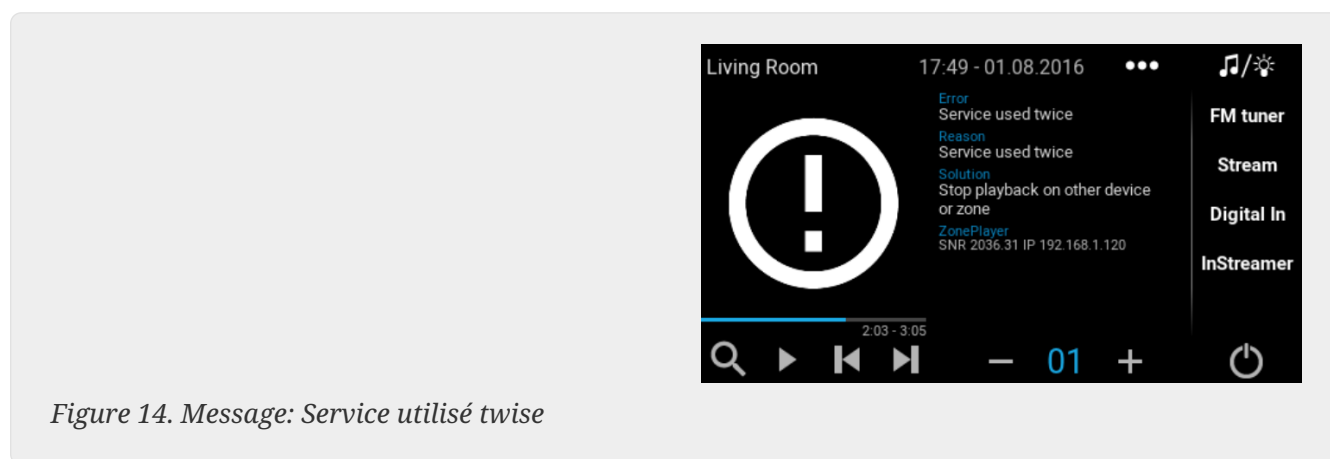 Living Room
17:49 - 01.08.2016
Error
Service used twice
Reason
Service used twice
Solution
Stop playback on other device
or zone
ZonePlayer
SNR 2036.31 IP 192.168.1.120
FM tuner
Stream
Digital In
InStreamer
2:03 - 3:05
01
Figure 14. Message: Service utilisé twise